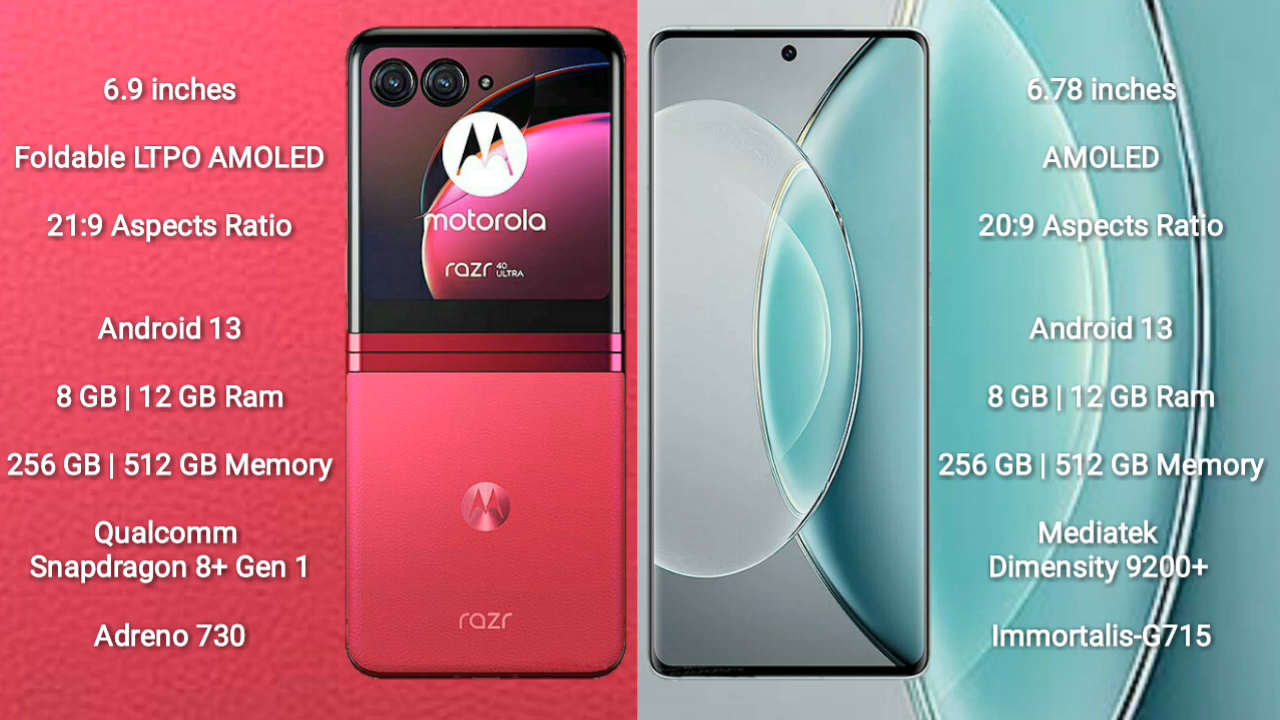 6.9 inches
Foldable LTPO AMOLED
21:9 Aspects Ratio
Android 13
8 GB | 12 GB Ram
256 GB | 512 GB Memory
Qualcomm
Snapdragon 8+ Gen 1
Adreno 730
motorola
razr 40 ULTRA
razr
6.78 inches
AMOLED
20:9 Aspects Ratio
Android 13
8 GB | 12 GB Ram
256 GB | 512 GB Memory
Mediatek
Dimensity 9200+
Immortalis-G715